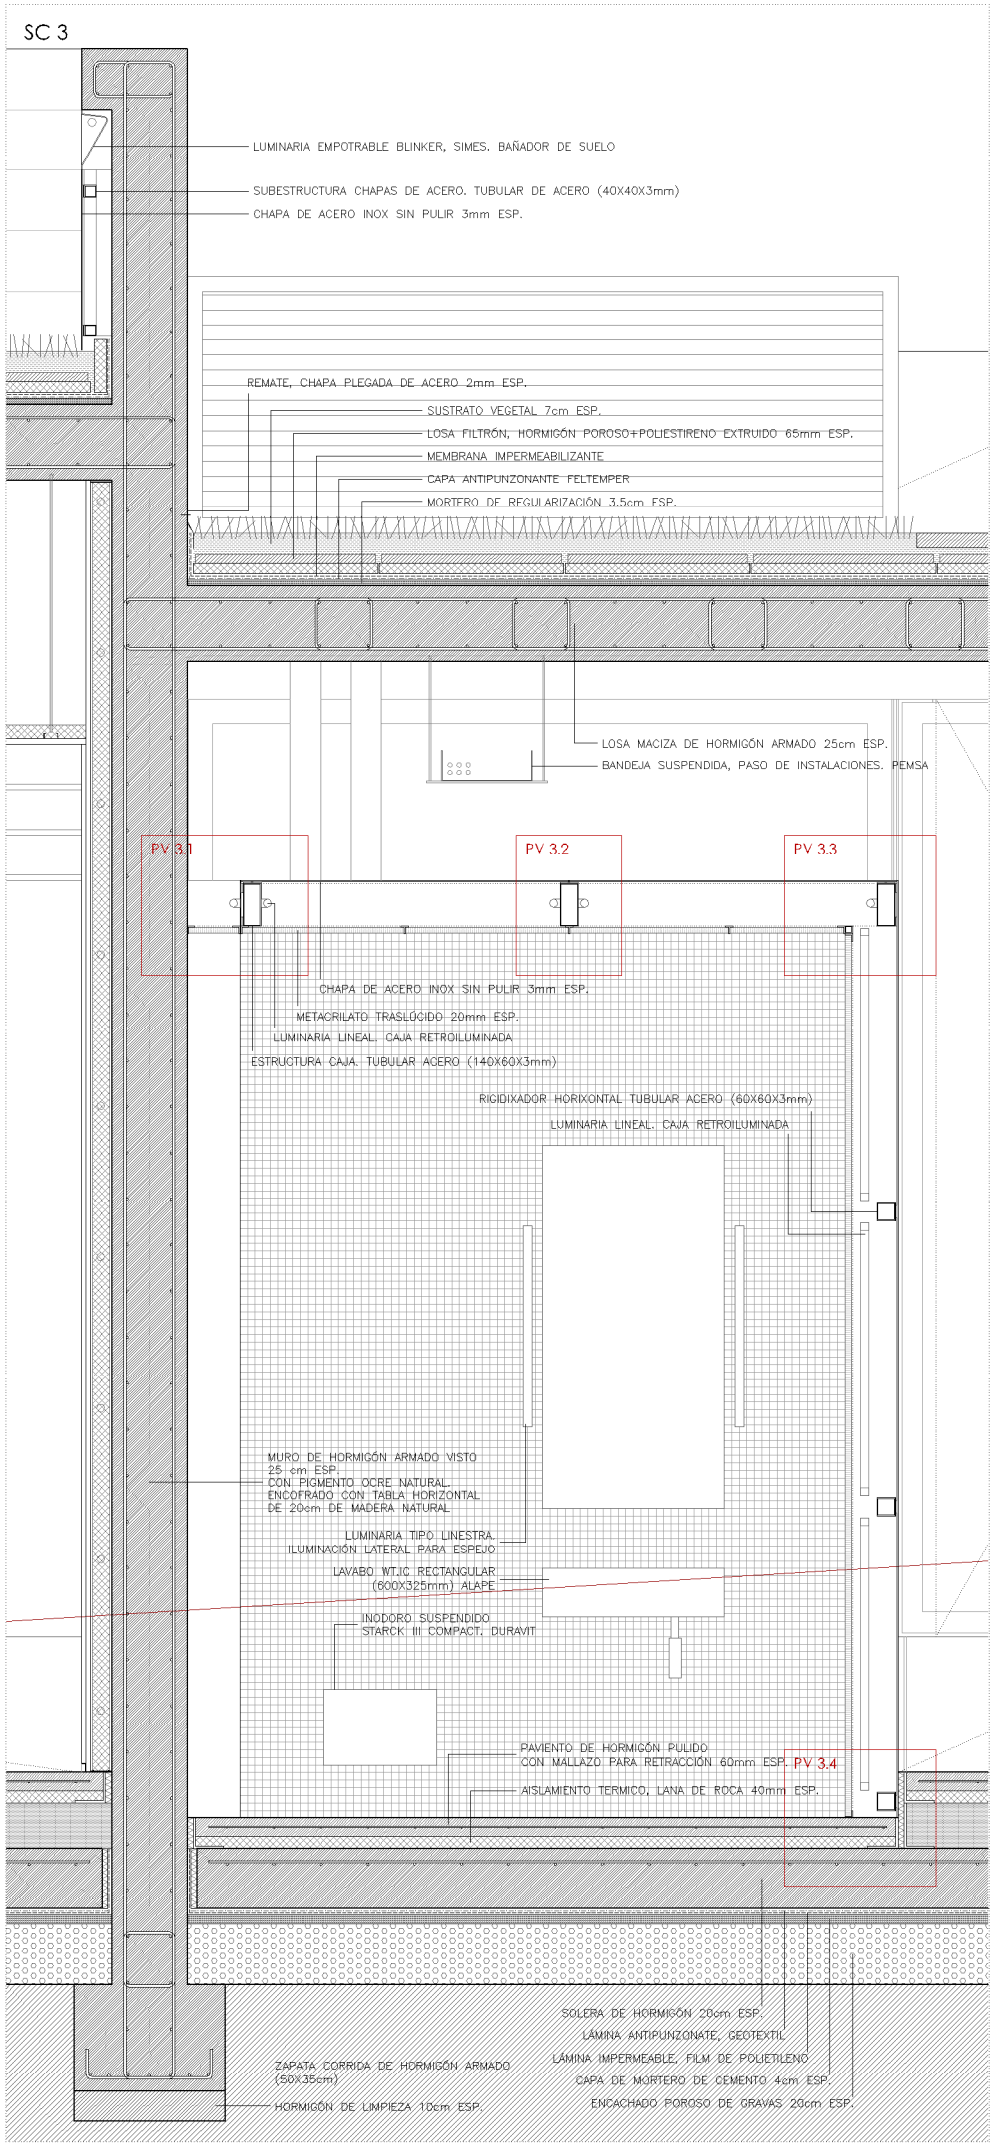 SC 3
LUMINARIA EMPOTRABLE BLINKER, SIMES. BAÑADOR DE SUELO
SUBESTRUCTURA CHAPAS DE ACERO. TUBULAR DE ACERO (40X40X3mm)
CHAPA DE ACERO INOX SIN PULIR 3mm ESP.
REMATE, CHAPA PLEGADA DE ACERO 2mm ESP.
SUSTRATO VEGETAL 7cm ESP.
LOSA FILTRÓN, HORMIGÓN POROSO+POLIESTIRENO EXTRUIDO 65mm ESP.
MEMBRANA IMPERMEABILIZANTE
CAPA ANTIPUNZONANTE FELTEMPER
MORTERO DE REGULARIZACIÓN 3.5cm ESP.
LOSA MACIZA DE HORMIGÓN ARMADO 25cm ESP.
BANDEJA SUSPENDIDA, PASO DE INSTALACIONES. PEMSA
PV 3.1
PV 3.2
PV 3.3
CHAPA DE ACERO INOX SIN PULIR 3mm ESP.
METACRILATO TRASLÚCIDO 20mm ESP.
LUMINARIA LINEAL. CAJA RETROILUMINADA
ESTRUCTURA CAJA. TUBULAR ACERO (140X60X3mm)
RIGIDIXADOR HORIXONTAL TUBULAR ACERO (60X60X3mm)
LUMINARIA LINEAL. CAJA RETROILUMINADA
MURO DE HORMIGÓN ARMADO VISTO
25 cm ESP.
CON PIGMENTO OCRE NATURAL.
ENCOFRADO CON TABLA HORIZONTAL
DE 20cm DE MADERA NATURAL
LUMINARIA TIPO LINESTRA.
ILUMINACIÓN LATERAL PARA ESPEJO
LAVABO WT.IC RECTANGULAR
(600X325mm) ALAPE
INODORO SUSPENDIDO
STARCK III COMPACT. DURAVIT
PAVIENTO DE HORMIGÓN PULIDO
CON MALLAZO PARA RETRACCIÓN 60mm ESP.
PV 3.4
AISLAMIENTO TERMICO, LANA DE ROCA 40mm ESP.
SOLERA DE HORMIGÓN 20cm ESP.
LÁMINA ANTIPUNZONATE, GEOTEXTIL
LÁMINA IMPERMEABLE, FILM DE POLIETILENO
CAPA DE MORTERO DE CEMENTO 4cm ESP.
ENCACHADO POROSO DE GRAVAS 20cm ESP.
ZAPATA CORRIDA DE HORMIGÓN ARMADO
(50X35cm)
HORMIGÓN DE LIMPIEZA 10cm ESP.